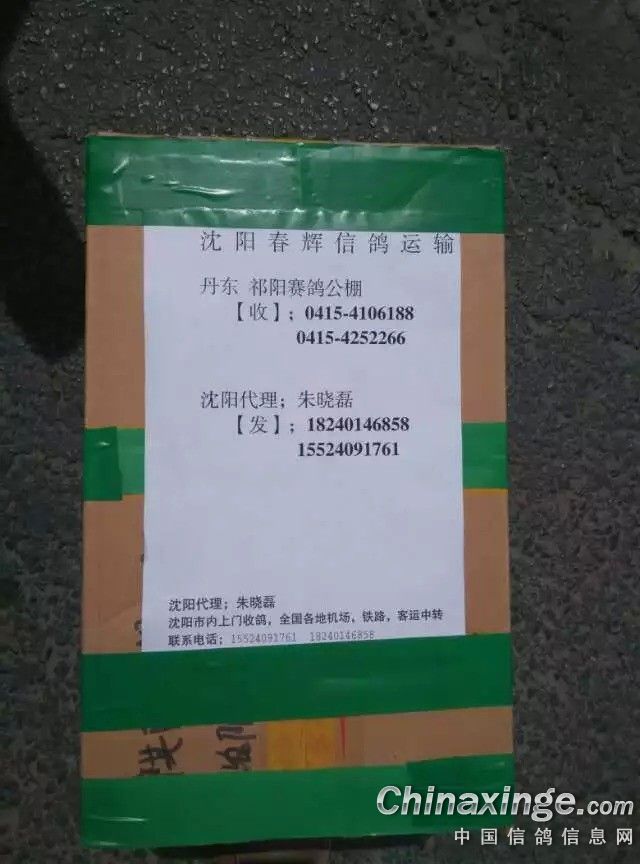 沈阳春辉信鸽运输
丹东 祁阳赛鸽公棚
【收】；0415-4106188
0415-4252266
沈阳代理；朱晓磊
【发】；18240146858
15524091761
沈阳代理；朱晓磊
沈阳市内上门收鸽，全国各地机场，铁路，客运中转
联系电话；15524091761 18240146858
Chinaxinge.com
中国信鸽信息网